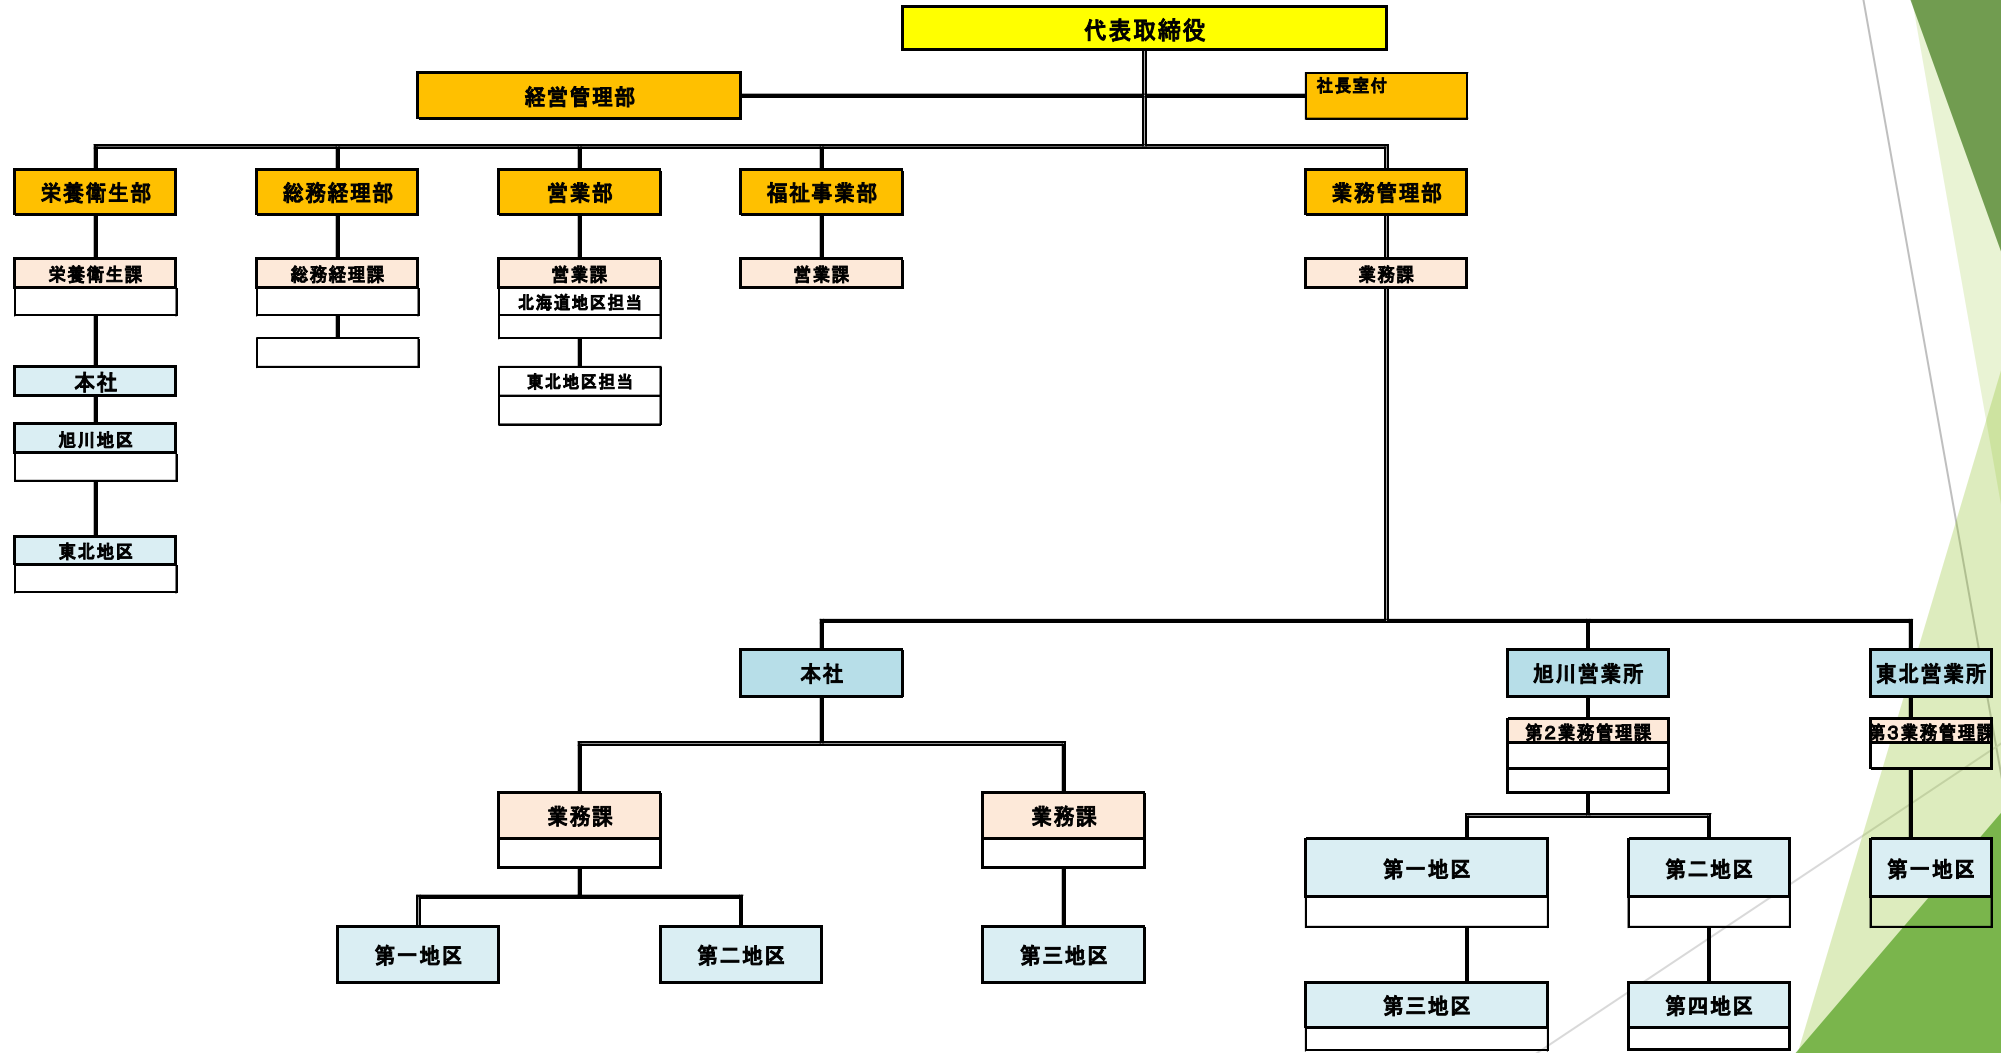 代表取締役
経営管理部
社長室付
栄養衛生部
総務経理部
営業部
福祉事業部
業務管理部
栄養衛生課
総務経理課
営業課
営業課
業務課
北海道地区担当
本社
東北地区担当
旭川地区
東北地区
本社
旭川営業所
東北営業所
第2業務管理課
第3業務管理課
業務課
業務課
第一地区
第二地区
第一地区
第一地区
第二地区
第三地区
第三地区
第四地区